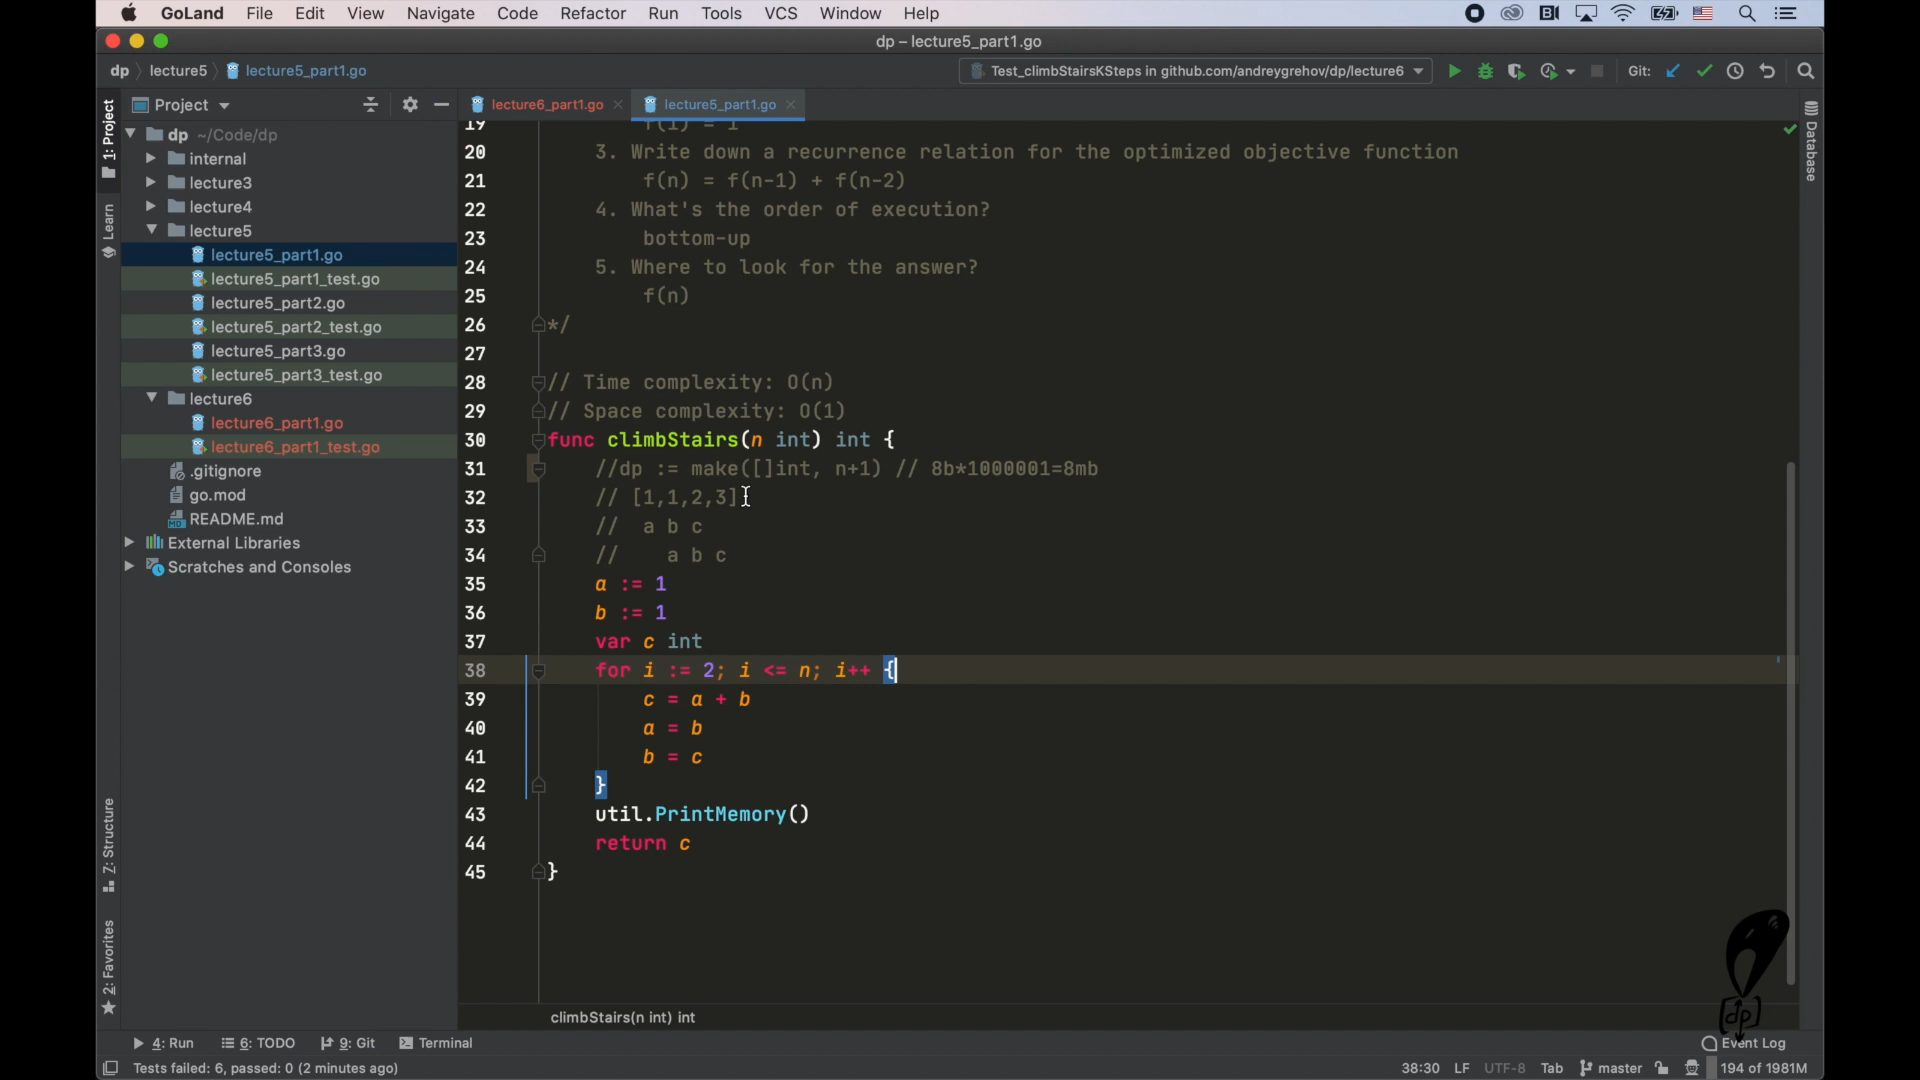 GoLand File Edit View Navigate Code Refactor Run Tools VCS Window Help
dp – lecture5_part1.go
dp lecture5 lecture5_part1.go
Test_climbStairsKSteps in github.com/andreygrehov/dp/lecture6
Git:
1: Project
Learn
Z: Structure
2: Favorites
Project
dp ~/Code/dp
internal
lecture3
lecture4
lecture5
lecture5_part1.go
lecture5_part1_test.go
lecture5_part2.go
lecture5_part2_test.go
lecture5_part3.go
lecture5_part3_test.go
lecture6
lecture6_part1.go
lecture6_part1_test.go
.gitignore
go.mod
README.md
External Libraries
Scratches and Consoles
lecture6_part1.go lecture5_part1.go
Database
19 f(1) = 1
20 3. Write down a recurrence relation for the optimized objective function
21 f(n) = f(n-1) + f(n-2)
22 4. What's the order of execution?
23 bottom-up
24 5. Where to look for the answer?
25 f(n)
26 */
27
28 // Time complexity: O(n)
29 // Space complexity: O(1)
30 func climbStairs(n int) int {
31 //dp := make([]int, n+1) // 8b*1000001=8mb
32 // [1,1,2,3]
33 // a b c
34 // a b c
35 a := 1
36 b := 1
37 var c int
38 for i := 2; i <= n; i++ {
39 c = a + b
40 a = b
41 b = c
42 }
43 util.PrintMemory()
44 return c
45 }
climbStairs(n int) int
[dp]
4: Run 6: TODO 9: Git Terminal Event Log
Tests failed: 6, passed: 0 (2 minutes ago) 38:30 LF UTF-8 Tab master 194 of 1981M